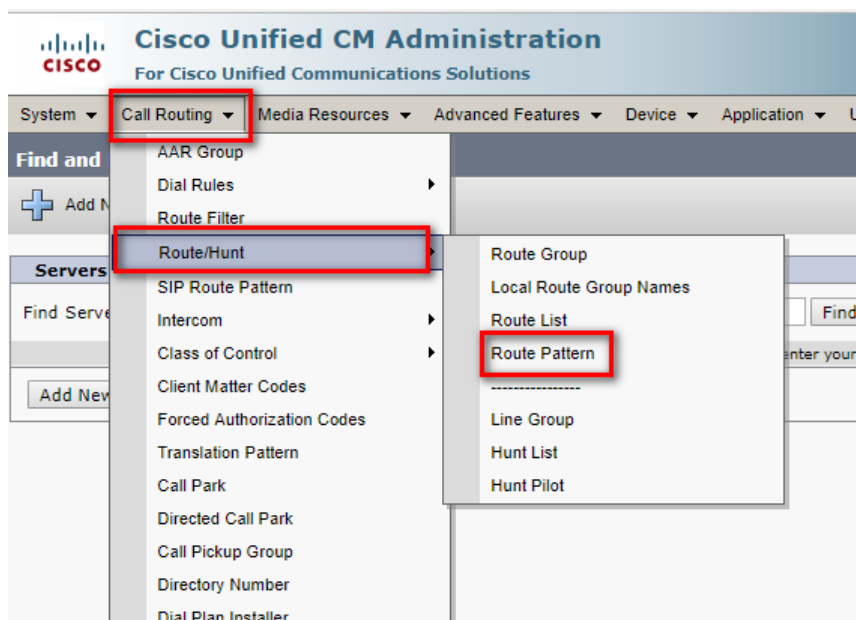 Cisco Unified CM Administration
CISCO
For Cisco Unified Communications Solutions
System Call Routing Media Resources Advanced Features Device Application
Find and
Add N
AAR Group
Dial Rules
Route Filter
Route/Hunt
SIP Route Pattern
Intercom
Class of Control
Client Matter Codes
Forced Authorization Codes
Translation Pattern
Call Park
Directed Call Park
Call Pickup Group
Directory Number
Dial Plan Installer
Route Group
Local Route Group Names
Route List
Route Pattern
----------------
Line Group
Hunt List
Hunt Pilot
Servers
Find Serve
Find
enter your
Add New